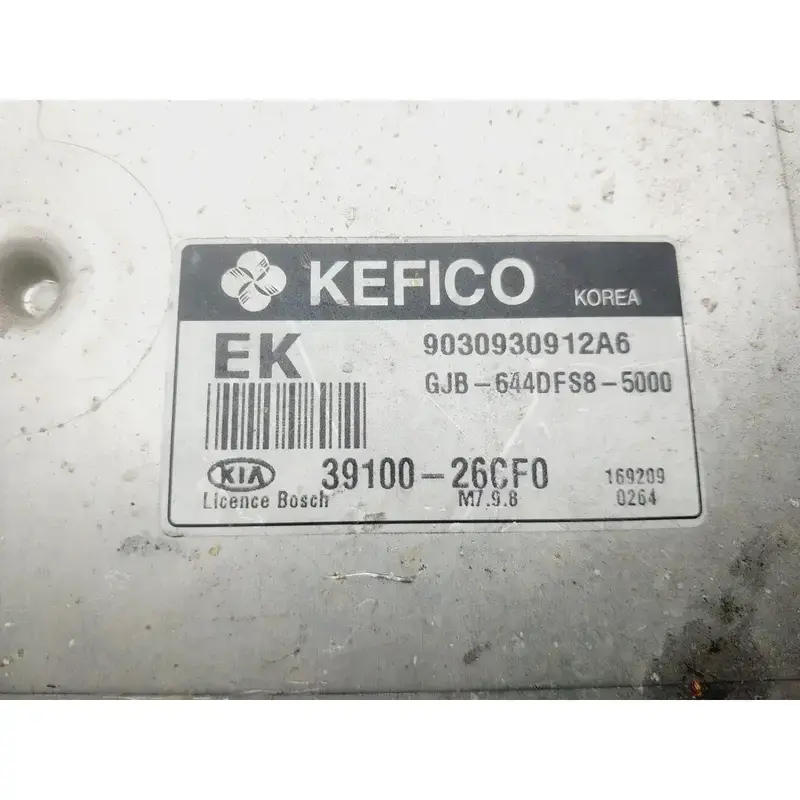 KEFICO KOREA
EK 9030930912A6
GJB-644DFS8-5000
KIA 39100-26CF0 169209
Licence Bosch M7.9.8 0264